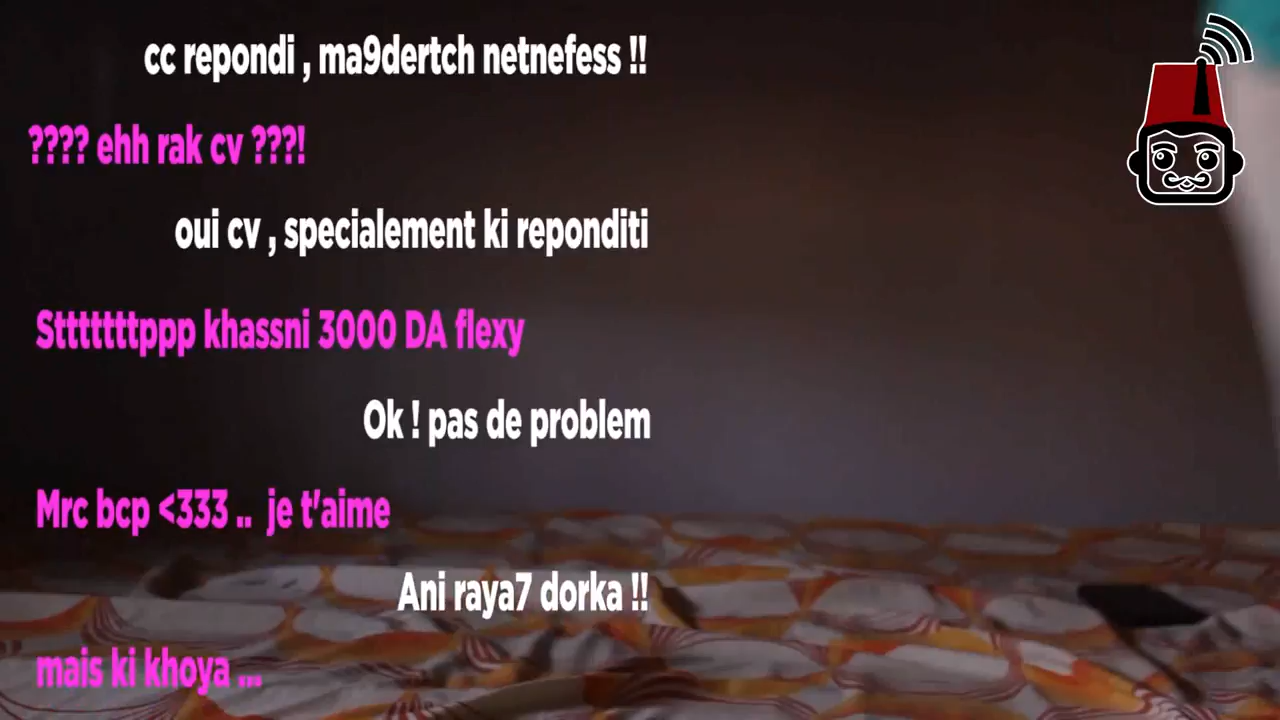 cc repondi , ma9dertch netnefess !!
???? ehh rak cv ???!
oui cv , specialement ki reponditi
Stttttttppp khassni 3000 DA flexy
Ok ! pas de problem
Mrc bcp <333 .. je t'aime
Ani raya7 dorka !!
mais ki khoya ...